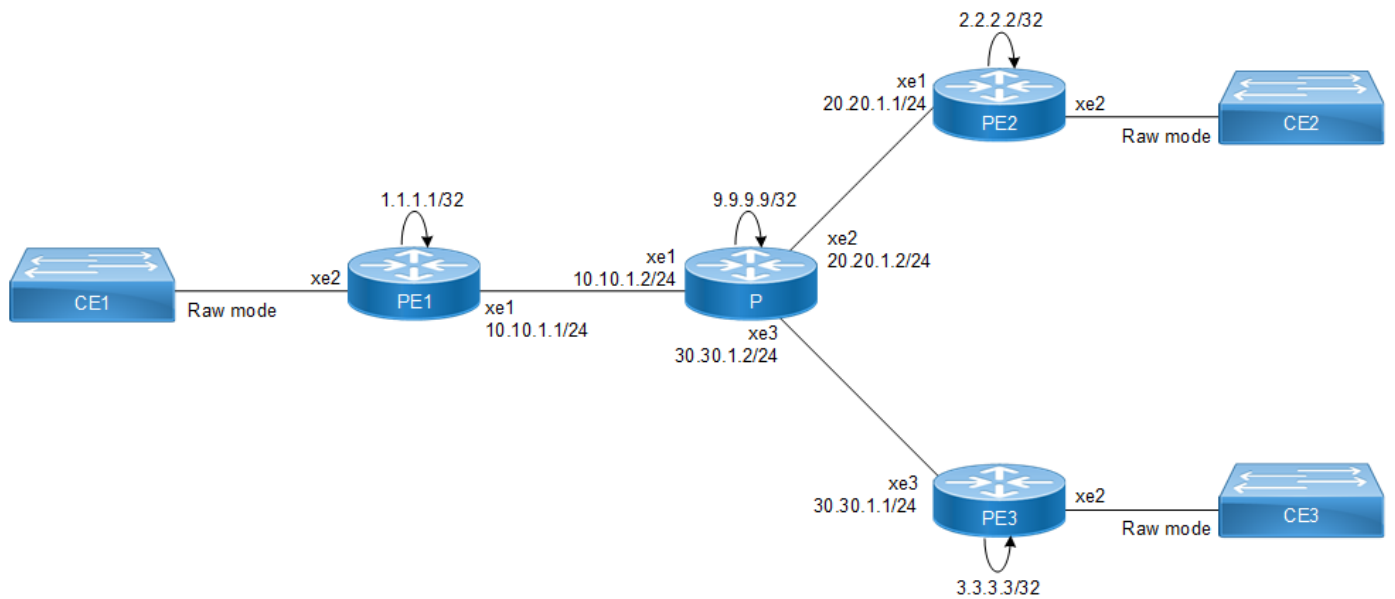 2.2.2.2/32
xe1
20.20.1.1/24
PE2
xe2
Raw mode
CE2
1.1.1.1/32
9.9.9.9/32
xe2
20.20.1.2/24
CE1
Raw mode
xe2
PE1
xe1
10.10.1.1/24
xe1
10.10.1.2/24
P
xe3
30.30.1.2/24
xe3
30.30.1.1/24
PE3
xe2
Raw mode
CE3
3.3.3.3/32